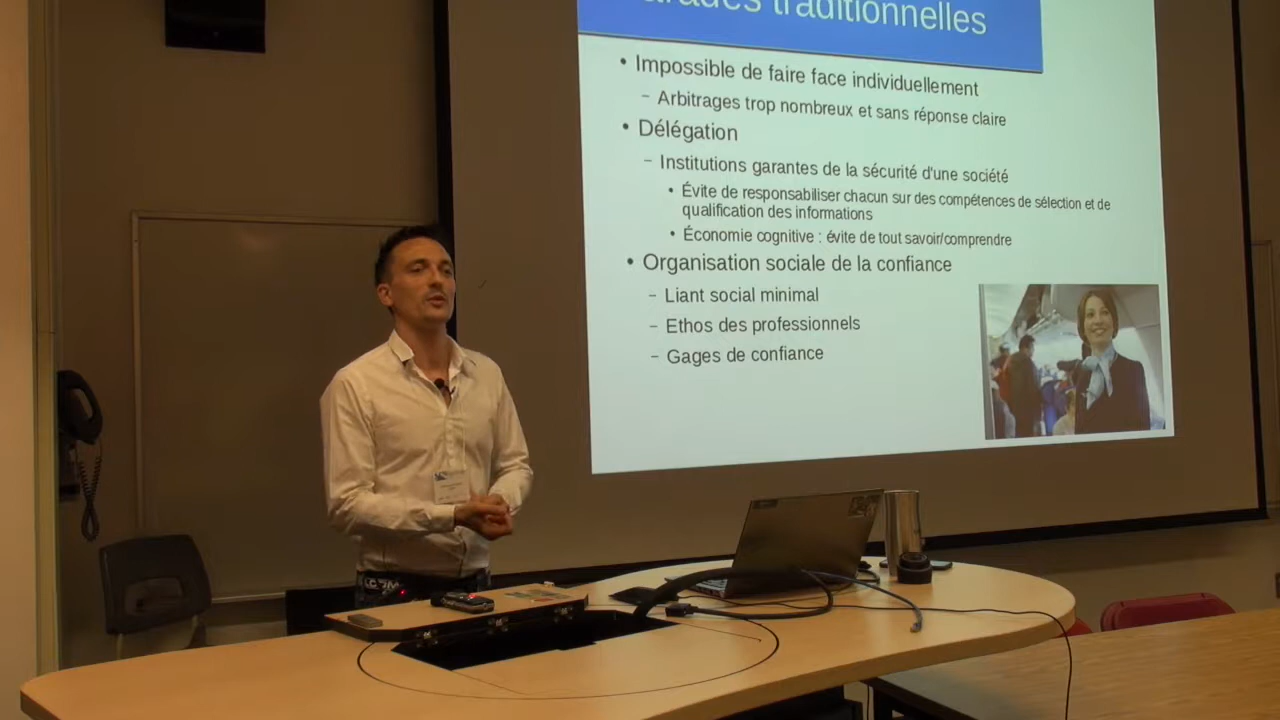 traditionnelles
• Impossible de faire face individuellement
– Arbitrages trop nombreux et sans réponse claire
• Délégation
– Institutions garantes de la sécurité d'une société
• Évite de responsabiliser chacun sur des compétences de sélection et de
qualification des informations
• Économie cognitive : évite de tout savoir/comprendre
• Organisation sociale de la confiance
– Liant social minimal
– Ethos des professionnels
– Gages de confiance